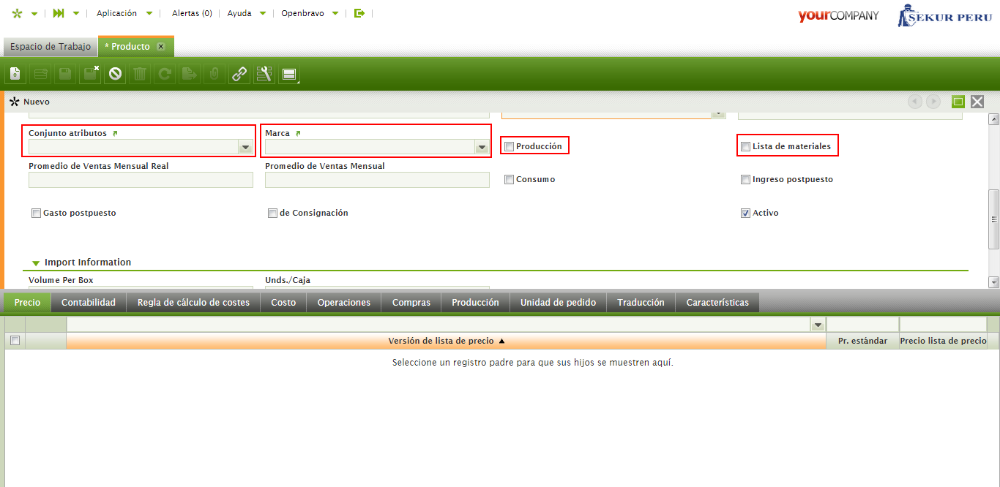 Aplicación Alertas (0) Ayuda Openbravo yourCOMPANY SEKUR PERU
Espacio de Trabajo * Producto
Nuevo
Conjunto atributos Marca Producción Lista de materiales
Promedio de Ventas Mensual Real Promedio de Ventas Mensual Consumo Ingreso postpuesto
Gasto postpuesto de Consignación Activo
Import Information
Volume Per Box Unds./Caja
Precio Contabilidad Regla de cálculo de costes Costo Operaciones Compras Producción Unidad de pedido Traducción Características
Versión de lista de precio Pr. estándar Precio lista de precio
Seleccione un registro padre para que sus hijos se muestren aquí.